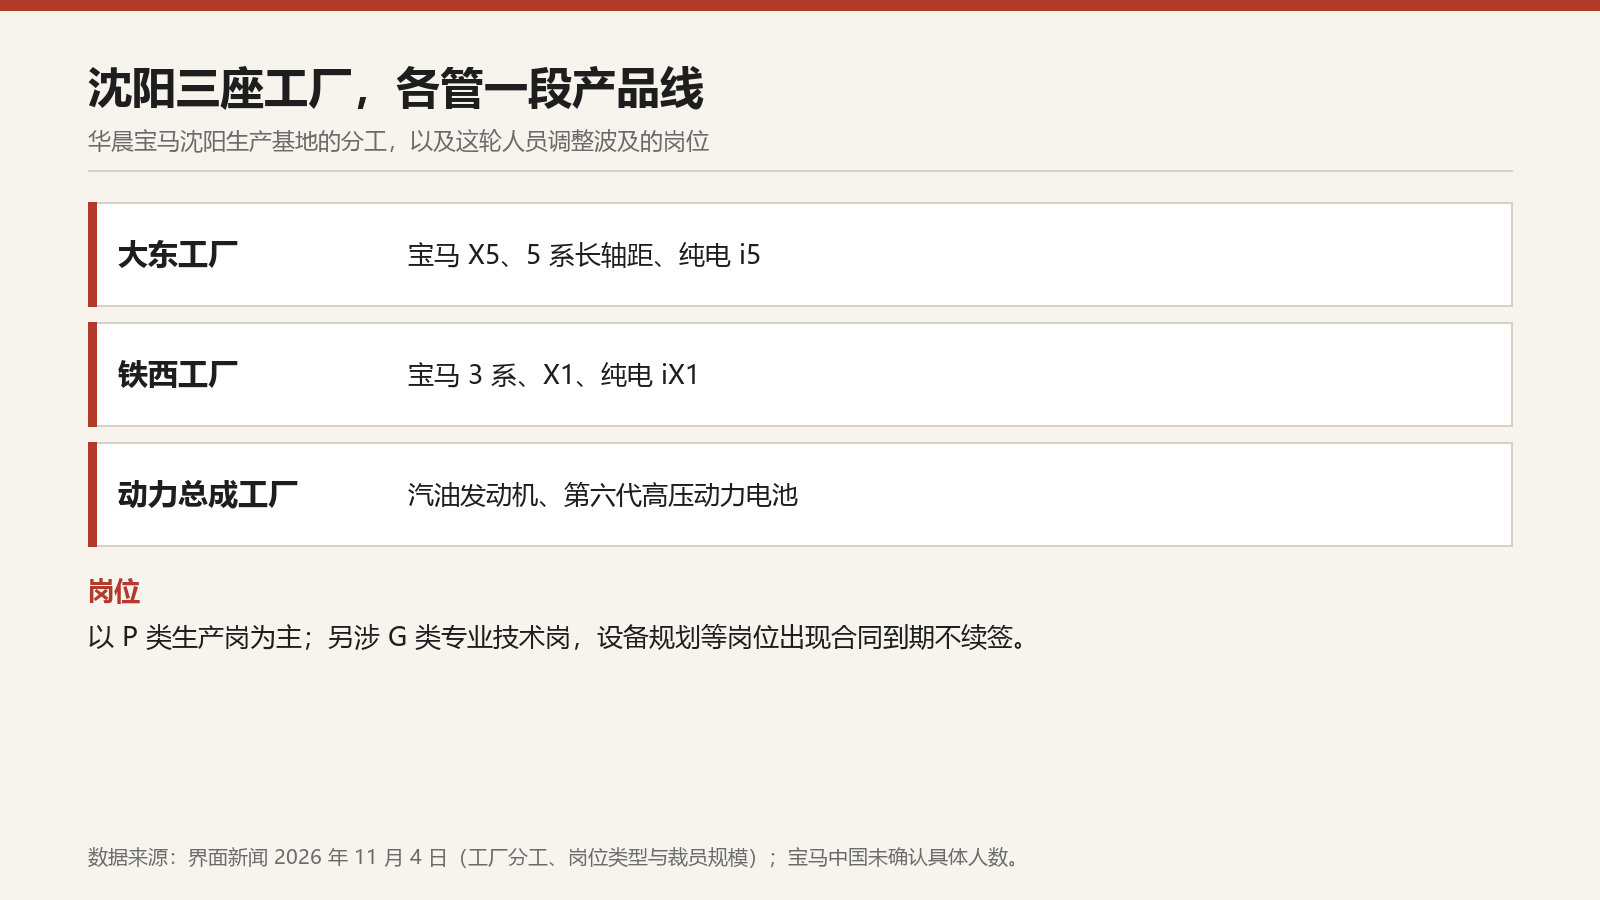 沈阳三座工厂，各管一段产品线
华晨宝马沈阳生产基地的分工，以及这轮人员调整波及的岗位
大东工厂
宝马 X5、5 系长轴距、纯电 i5
铁西工厂
宝马 3 系、X1、纯电 iX1
动力总成工厂
汽油发动机、第六代高压动力电池
岗位
以 P 类生产岗为主；另涉 G 类专业技术岗，设备规划等岗位出现合同到期不续签。
数据来源：界面新闻 2026 年 11 月 4 日（工厂分工、岗位类型与裁员规模）；宝马中国未确认具体人数。